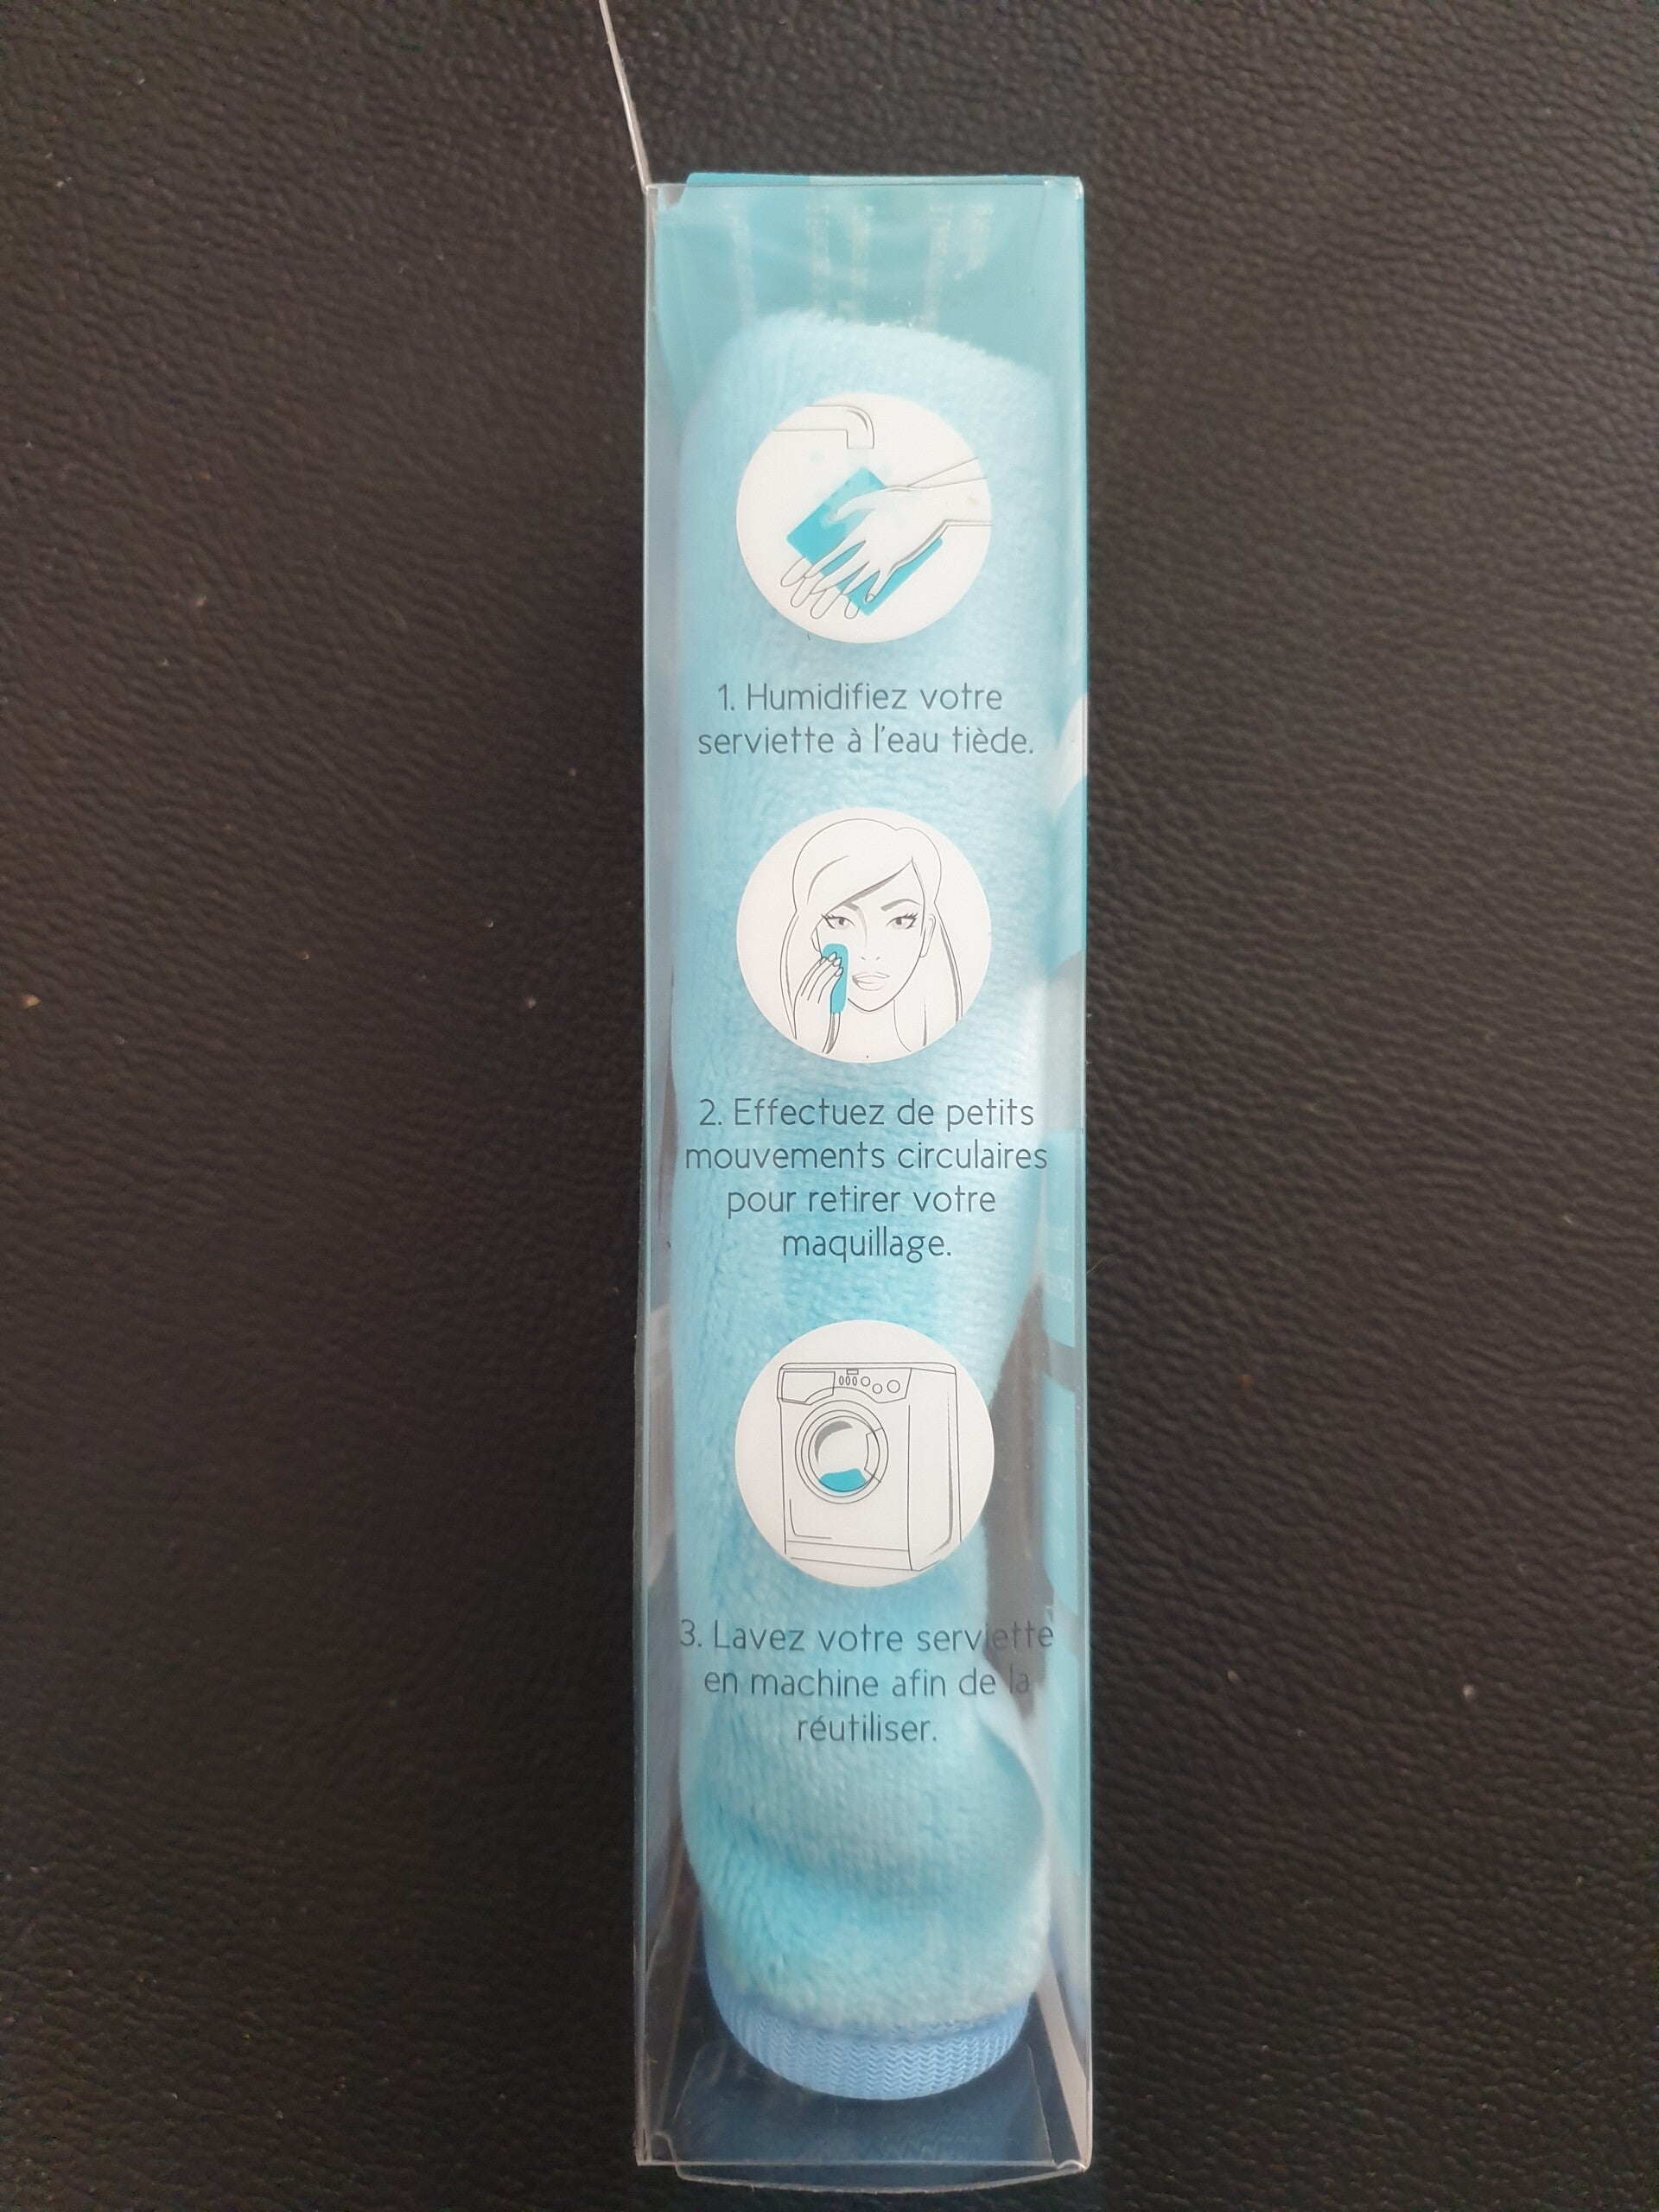 1. Humidifiez votre
serviette à l'eau tiède.
2. Effectuez de petits
mouvements circulaires
pour retirer votre
maquillage.
3. Lavez votre serviette
en machine afin de la
réutiliser.